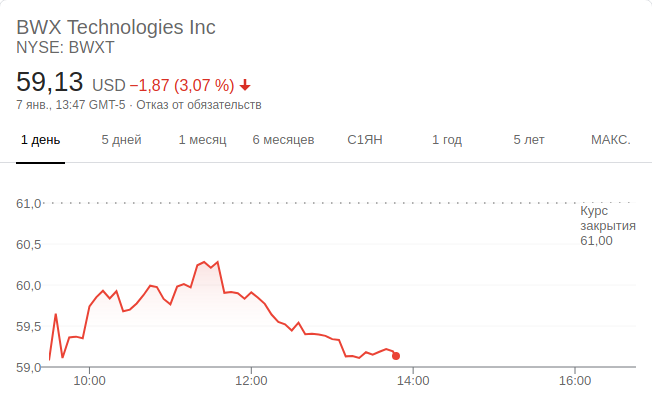 BWX Technologies Inc
NYSE: BWXT
59,13 USD −1,87 (3,07 %)
7 янв., 13:47 GMT-5 · Отказ от обязательств
1 день 5 дней 1 месяц 6 месяцев С1ЯН 1 год 5 лет МАКС.
61,0
Курс
закрытия
61,00
60,5
60,0
59,5
59,0
10:00 12:00 14:00 16:00